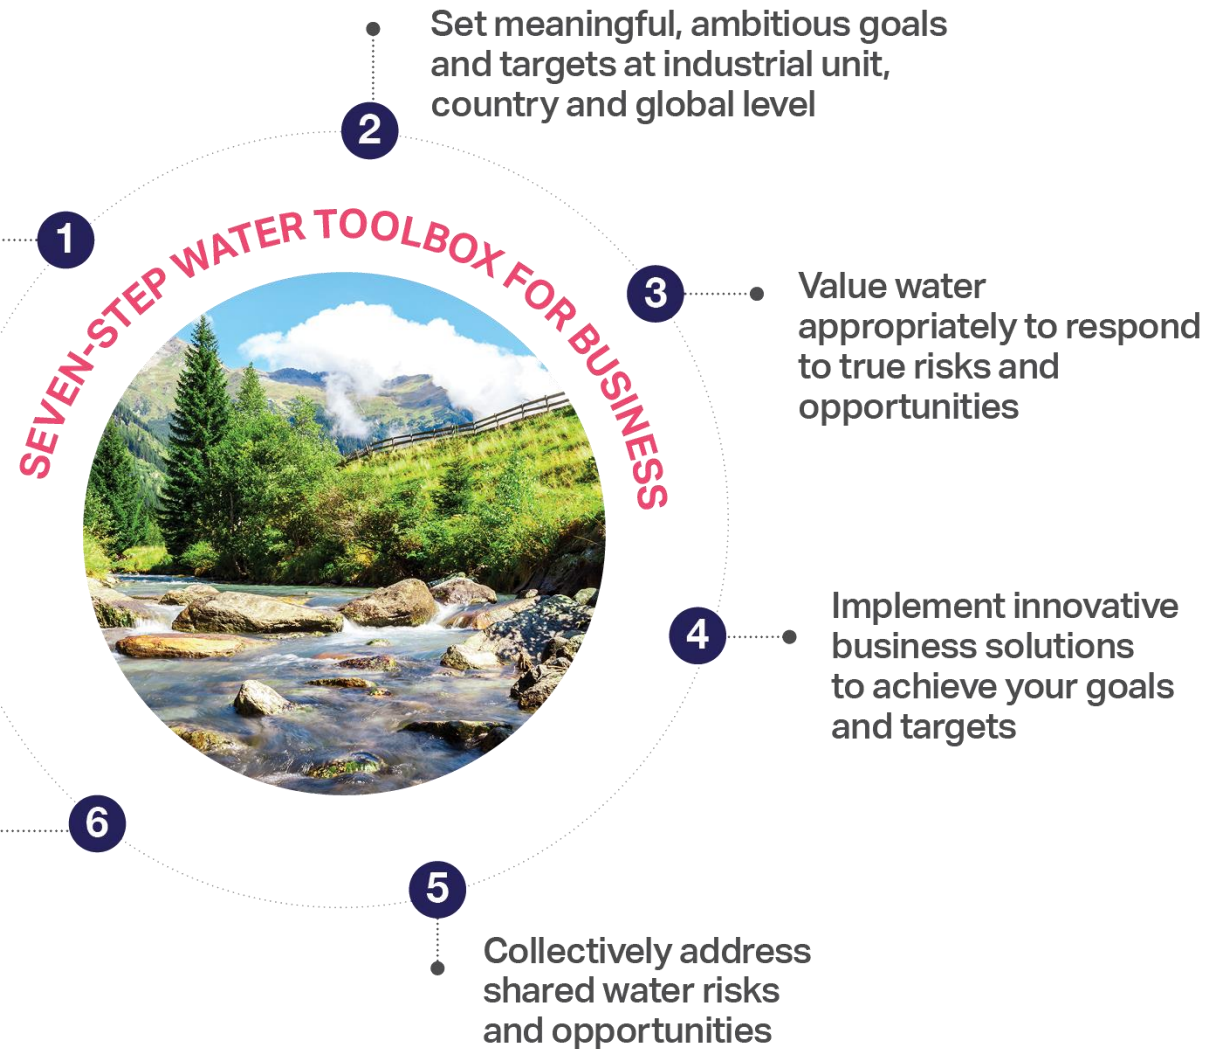 Set meaningful, ambitious goals
and targets at industrial unit,
country and global level
2
1
SEVEN-STEP WATER TOOLBOX FOR BUSINESS
3
Value water
appropriately to respond
to true risks and
opportunities
4
Implement innovative
business solutions
to achieve your goals
and targets
6
5
Collectively address
shared water risks
and opportunities